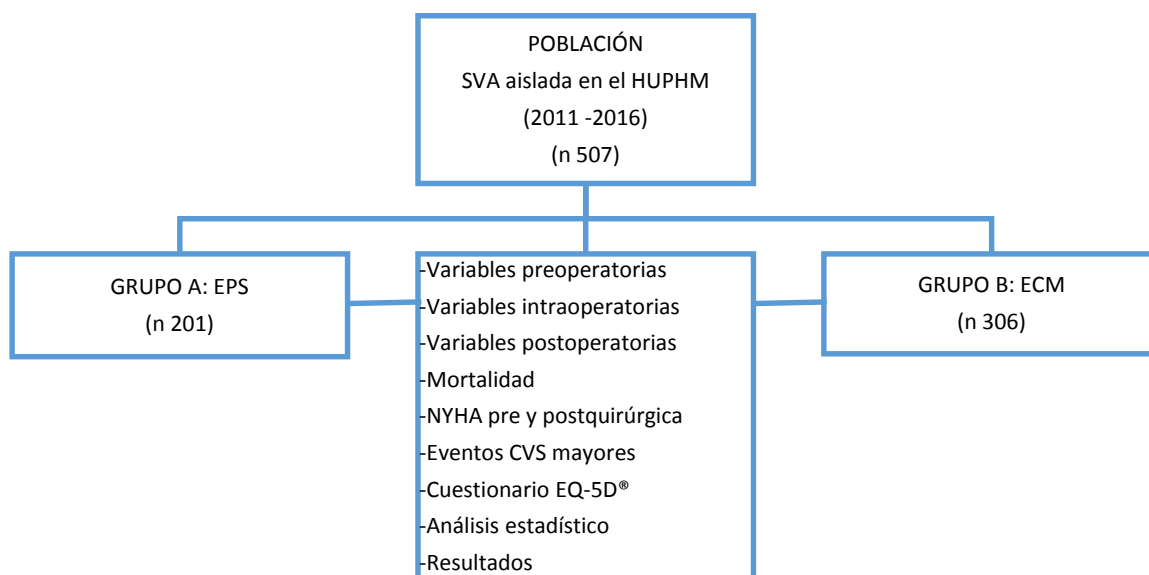 POBLACIÓN
SVA aislada en el HUPHM
(2011 -2016)
(n 507)
GRUPO A: EPS
(n 201)
-Variables preoperatorias
-Variables intraoperatorias
-Variables postoperatorias
-Mortalidad
-NYHA pre y postquirúrgica
-Eventos CVS mayores
-Cuestionario EQ-5D®
-Análisis estadístico
-Resultados
GRUPO B: ECM
(n 306)